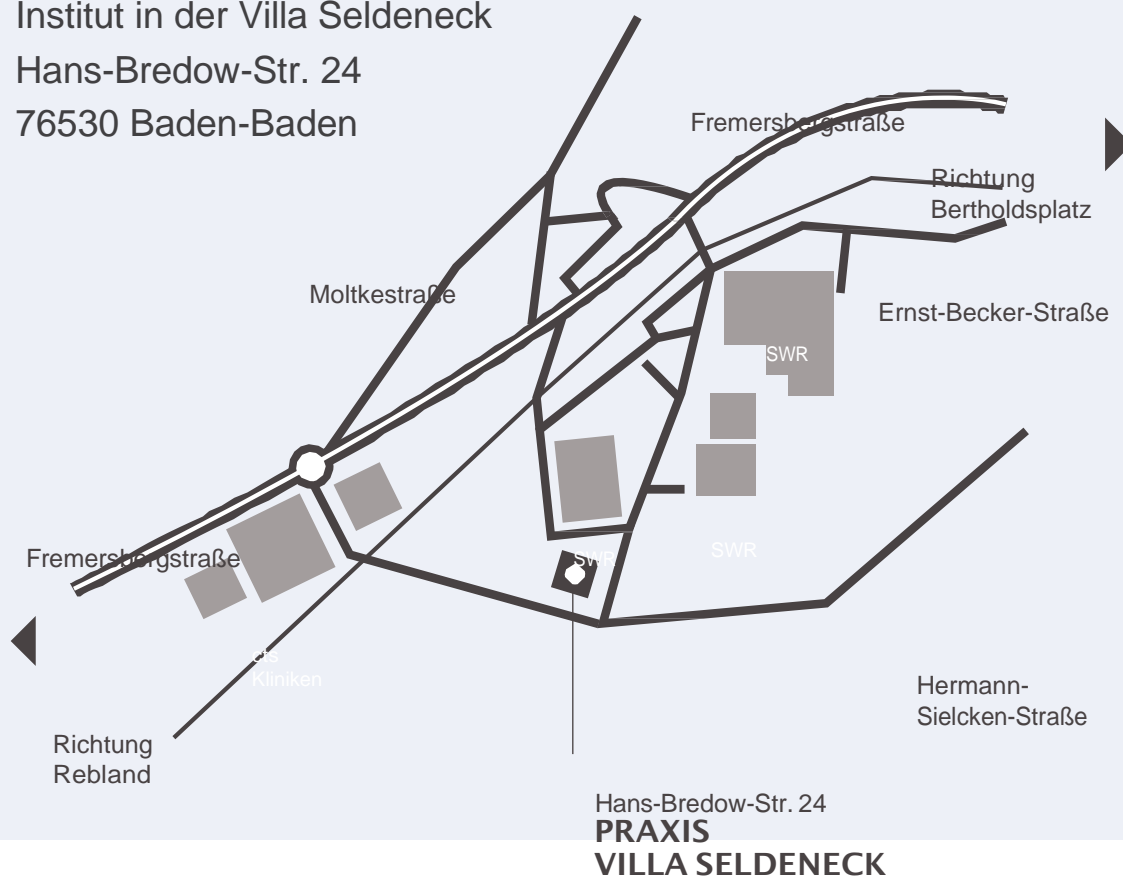 Institut in der Villa Seldeneck
Hans-Bredow-Str. 24
76530 Baden-Baden
Fremersbergstraße
Richtung
Bertholdsplatz
Moltkestraße
Ernst-Becker-Straße
SWR
SWR
SWR
Fremersbergstraße
cts
Kliniken
Hermann-
Sielcken-Straße
Richtung
Rebland
Hans-Bredow-Str. 24
PRAXIS
VILLA SELDENECK